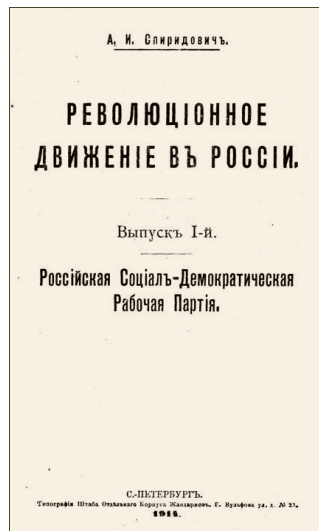 А. И. Спиридовичъ.
РЕВОЛЮЦІОННОЕ
ДВИЖЕНІЕ ВЪ РОССІИ.
Выпускъ I-й.
Россійская Соціалъ-Демократическая
Рабочая Партія.
С.-ПЕТЕРБУРГЪ.
Типографія Штаба Отдѣльнаго Корпуса Жандармовъ. Б. Вульфова ул. д. № 22.
1914.